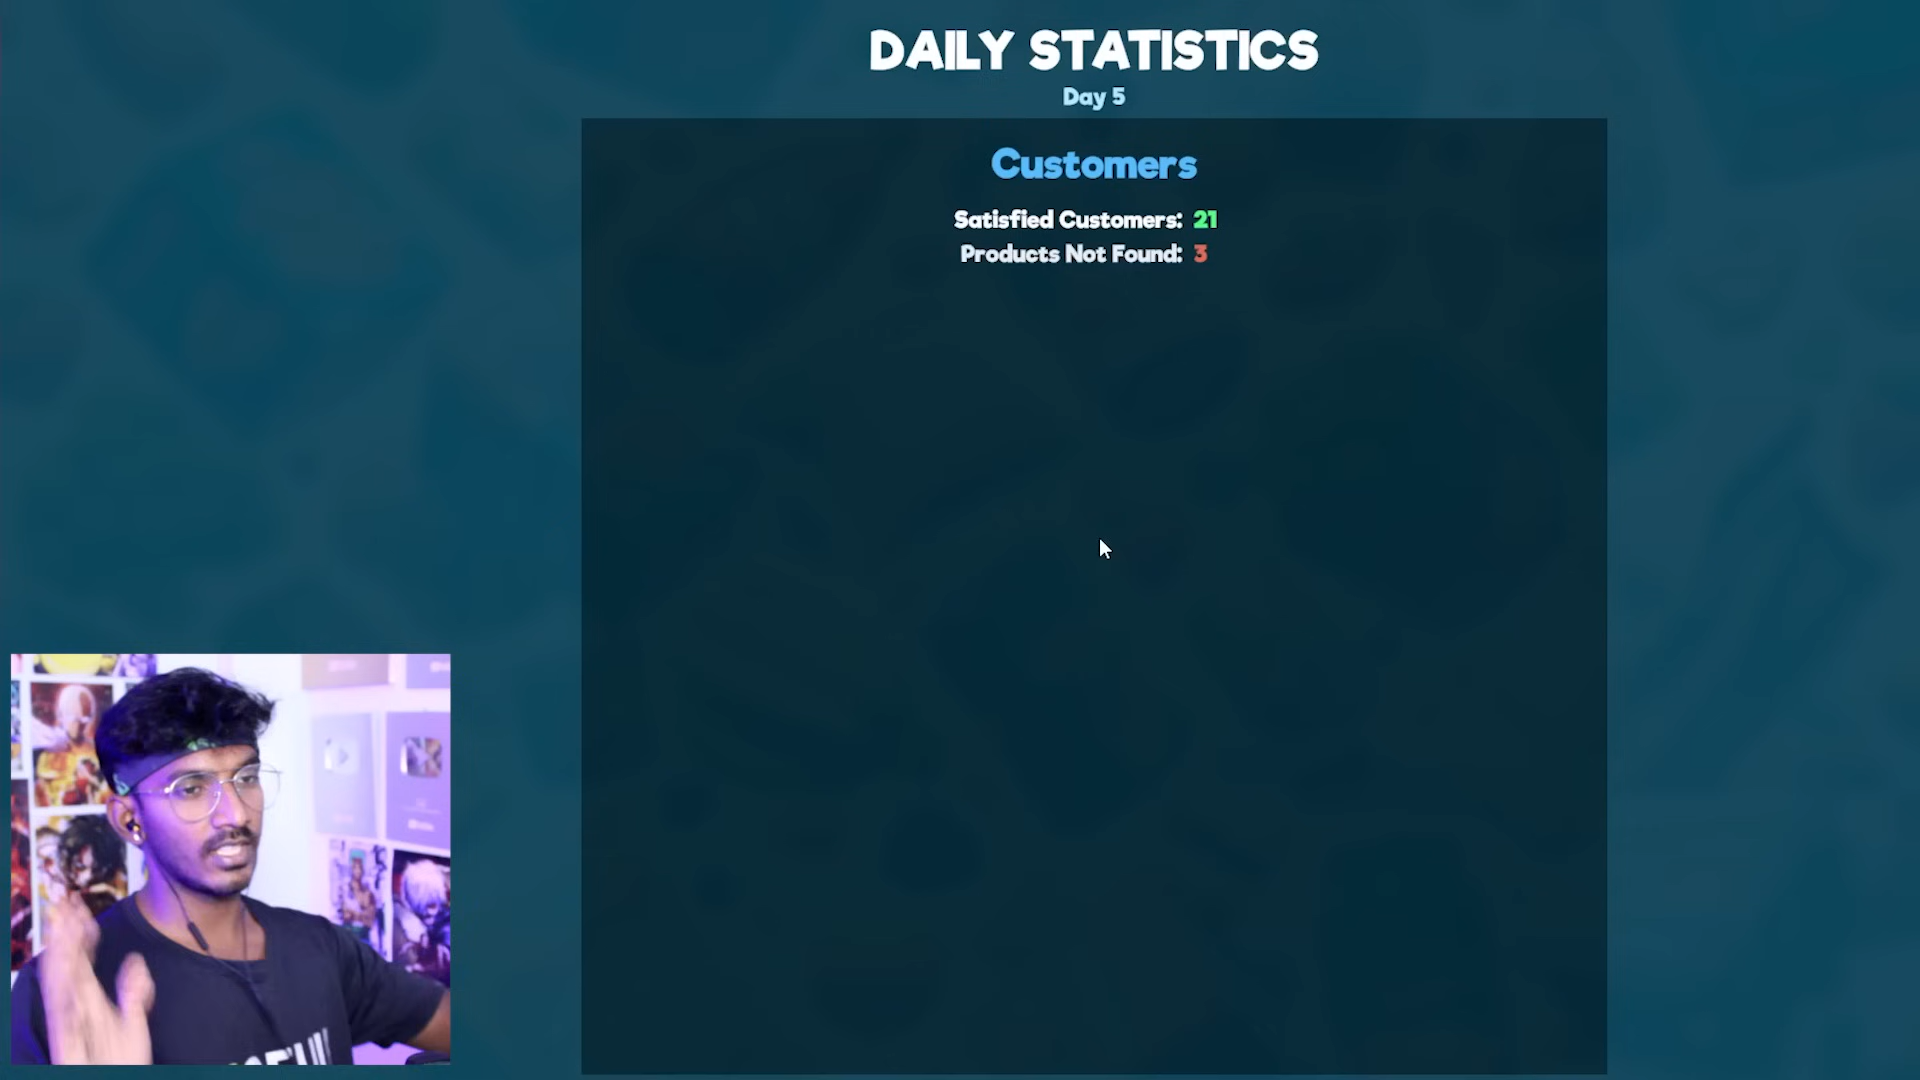 DAILY STATISTICS
Day 5
Customers
Satisfied Customers: 21
Products Not Found: 3